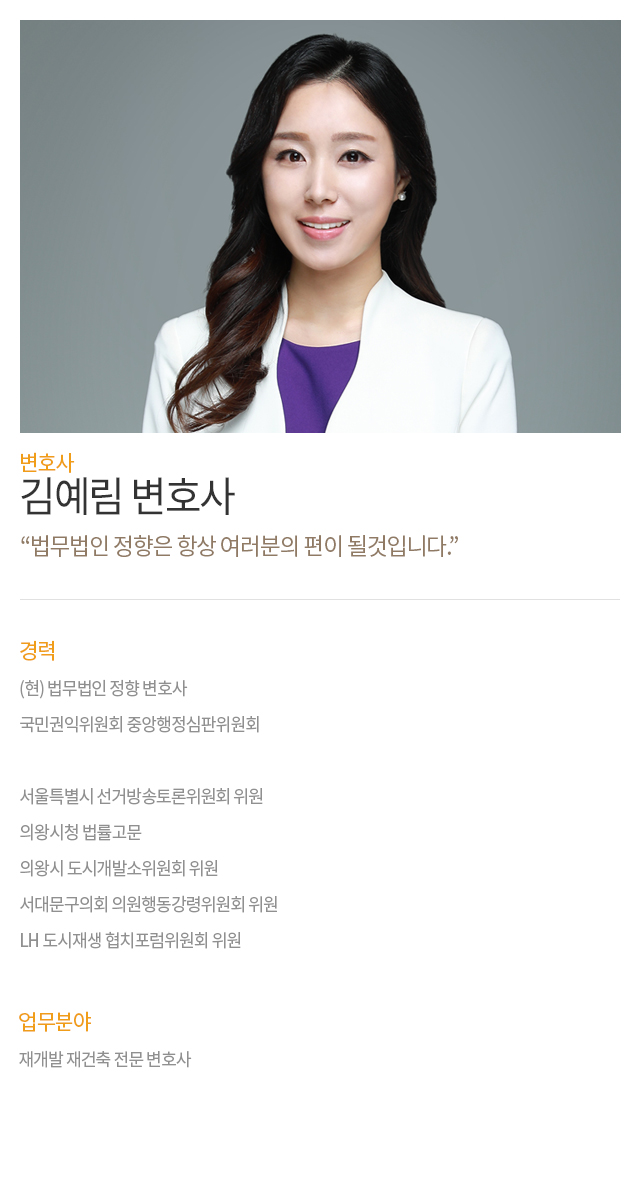 변호사
김예림 변호사
“법무법인 정향은 항상 여러분의 편이 될것입니다.”
경력
(현) 법무법인 정향 변호사
국민권익위원회 중앙행정심판위원회
서울특별시 선거방송토론위원회 위원
의왕시청 법률고문
의왕시 도시개발소위원회 위원
서대문구의회 의원행동강령위원회 위원
LH 도시재생 협치포럼위원회 위원
업무분야
재개발 재건축 전문 변호사